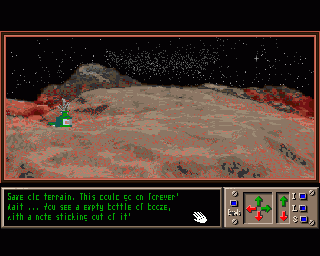 Same old terrain. This could go on forever!
Wait ... You see a empty bottle of booze,
with a note sticking out of it!
Exit
I
L
S